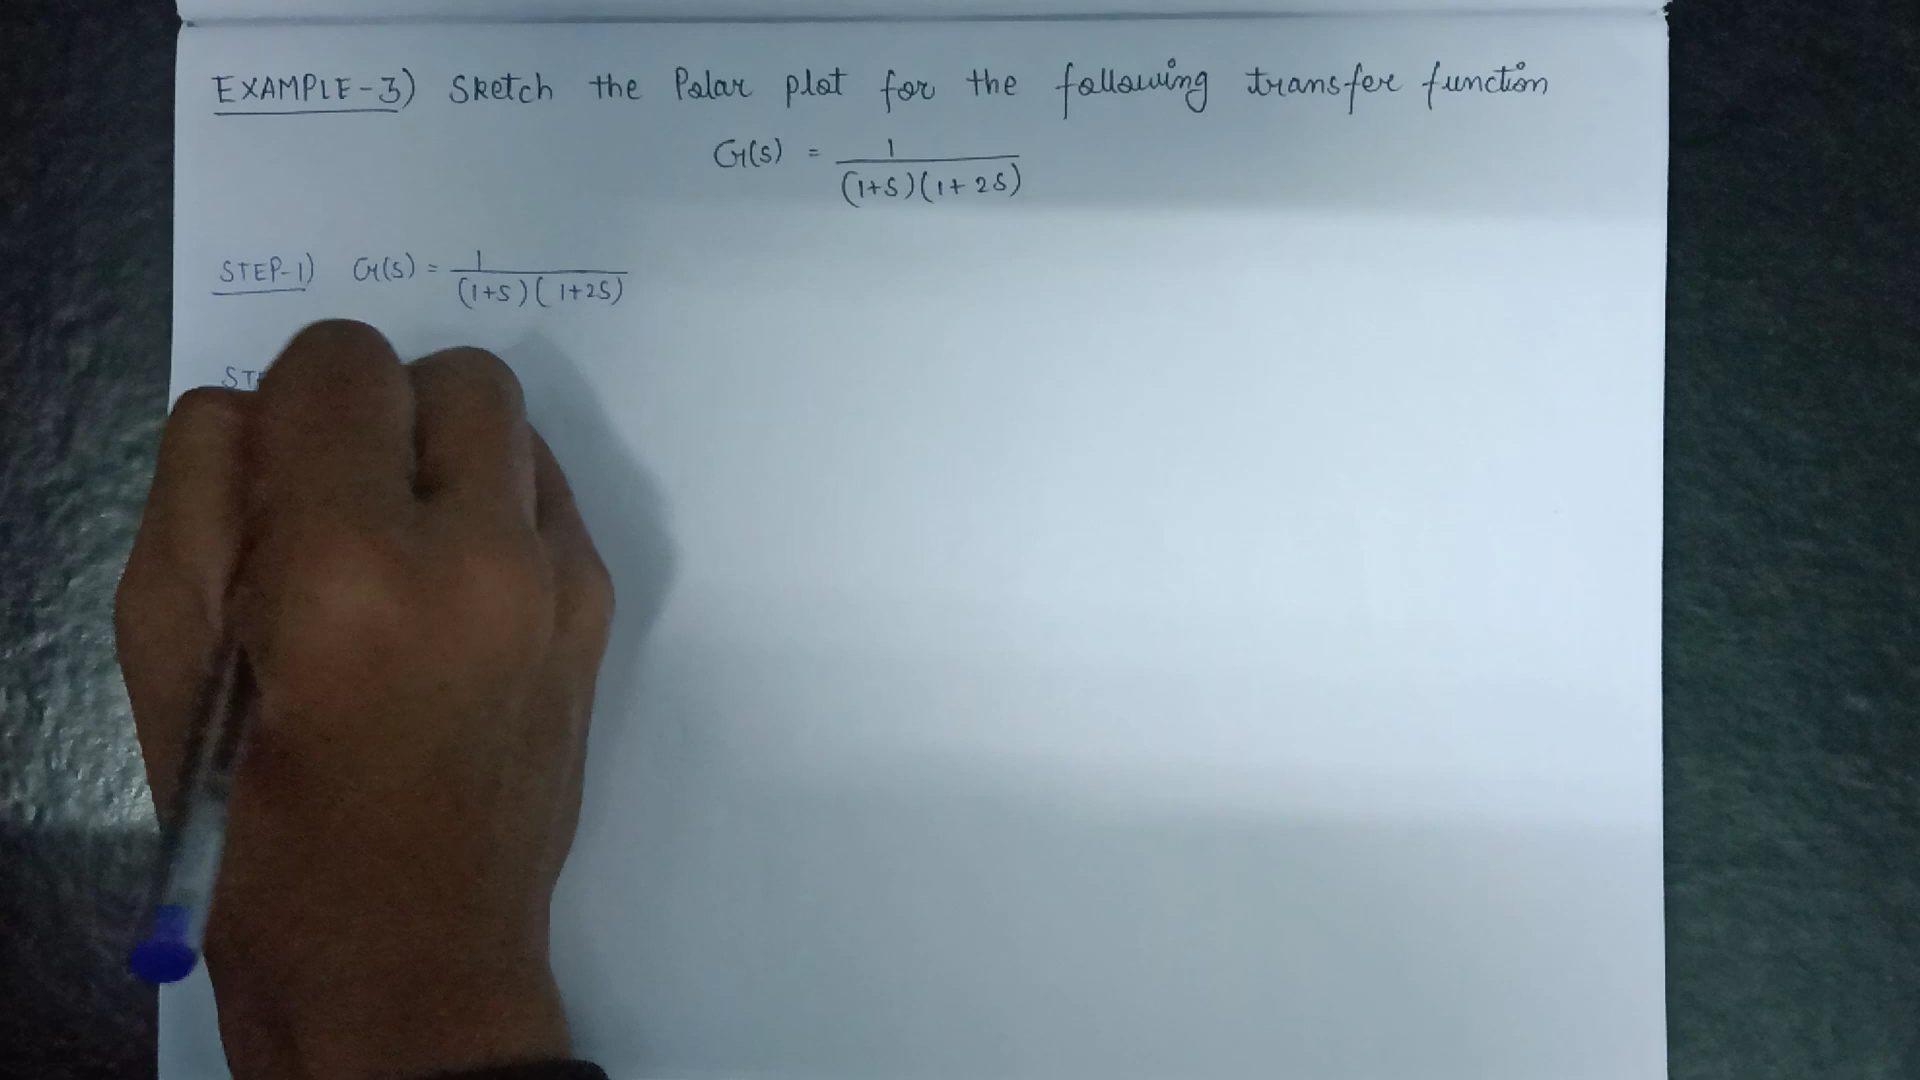 EXAMPLE-3) Sketch the Polar plot for the following transfer function
G(s) = 1 / (1+S)(1+2S)
STEP-1) G(s) = 1 / (1+S)(1+2S)